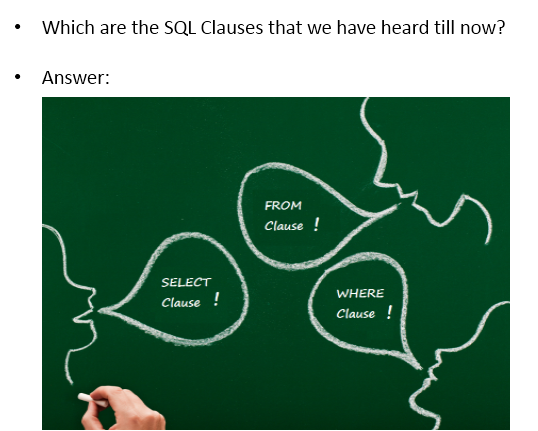 • Which are the SQL Clauses that we have heard till now?
• Answer:
FROM
Clause !
SELECT
Clause !
WHERE
Clause !